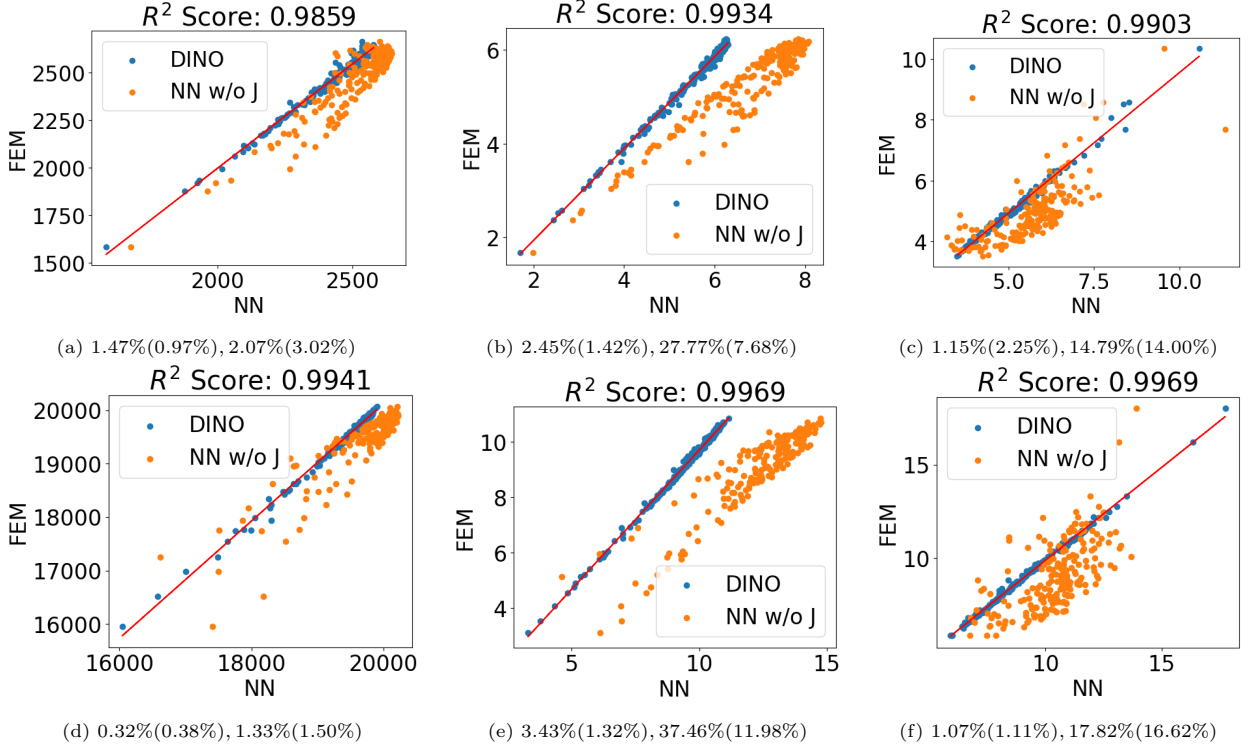 R² Score: 0.9859
FEM
2500
2250
2000
1750
1500
DINO
NN w/o J
2000
2500
NN
(a) 1.47%(0.97%), 2.07%(3.02%)
R² Score: 0.9934
FEM
6
4
2
DINO
NN w/o J
2
4
6
8
NN
(b) 2.45%(1.42%), 27.77%(7.68%)
R² Score: 0.9903
FEM
10
8
6
4
DINO
NN w/o J
5.0
7.5
10.0
NN
(c) 1.15%(2.25%), 14.79%(14.00%)
R² Score: 0.9941
FEM
20000
19000
18000
17000
16000
DINO
NN w/o J
16000
18000
20000
NN
(d) 0.32%(0.38%), 1.33%(1.50%)
R² Score: 0.9969
FEM
10
8
6
4
DINO
NN w/o J
5
10
15
NN
(e) 3.43%(1.32%), 37.46%(11.98%)
R² Score: 0.9969
FEM
15
10
DINO
NN w/o J
10
15
NN
(f) 1.07%(1.11%), 17.82%(16.62%)